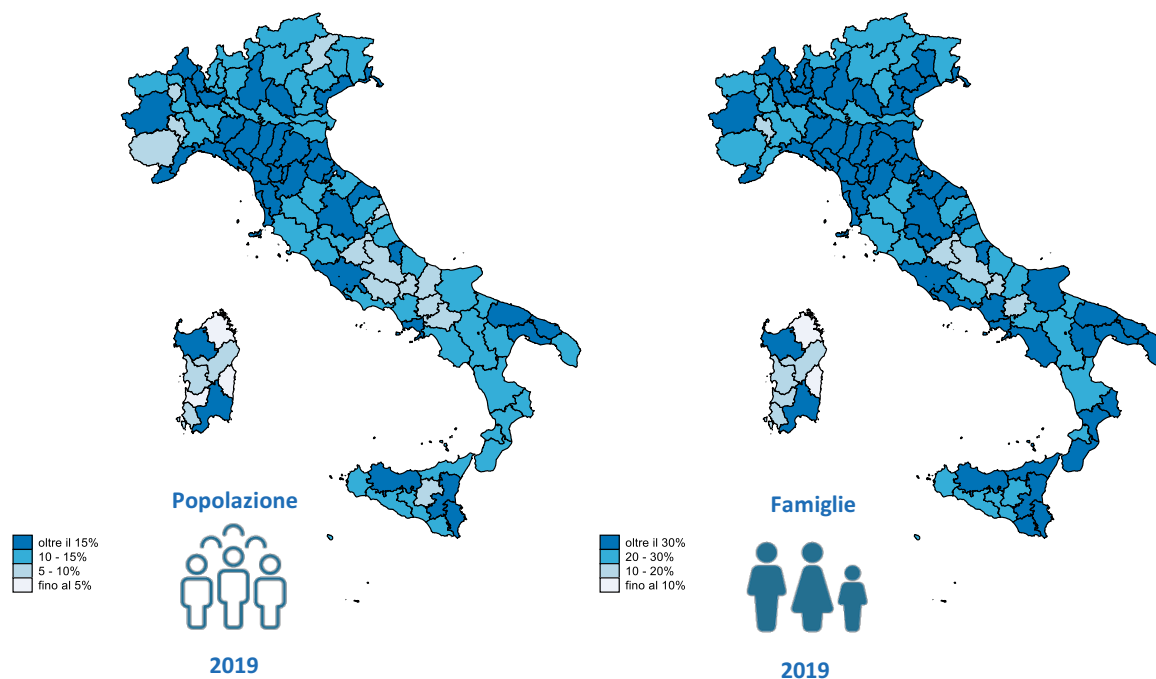 Popolazione
oltre il 15%
10 - 15%
5 - 10%
fino al 5%
2019
Famiglie
oltre il 30%
20 - 30%
10 - 20%
fino al 10%
2019